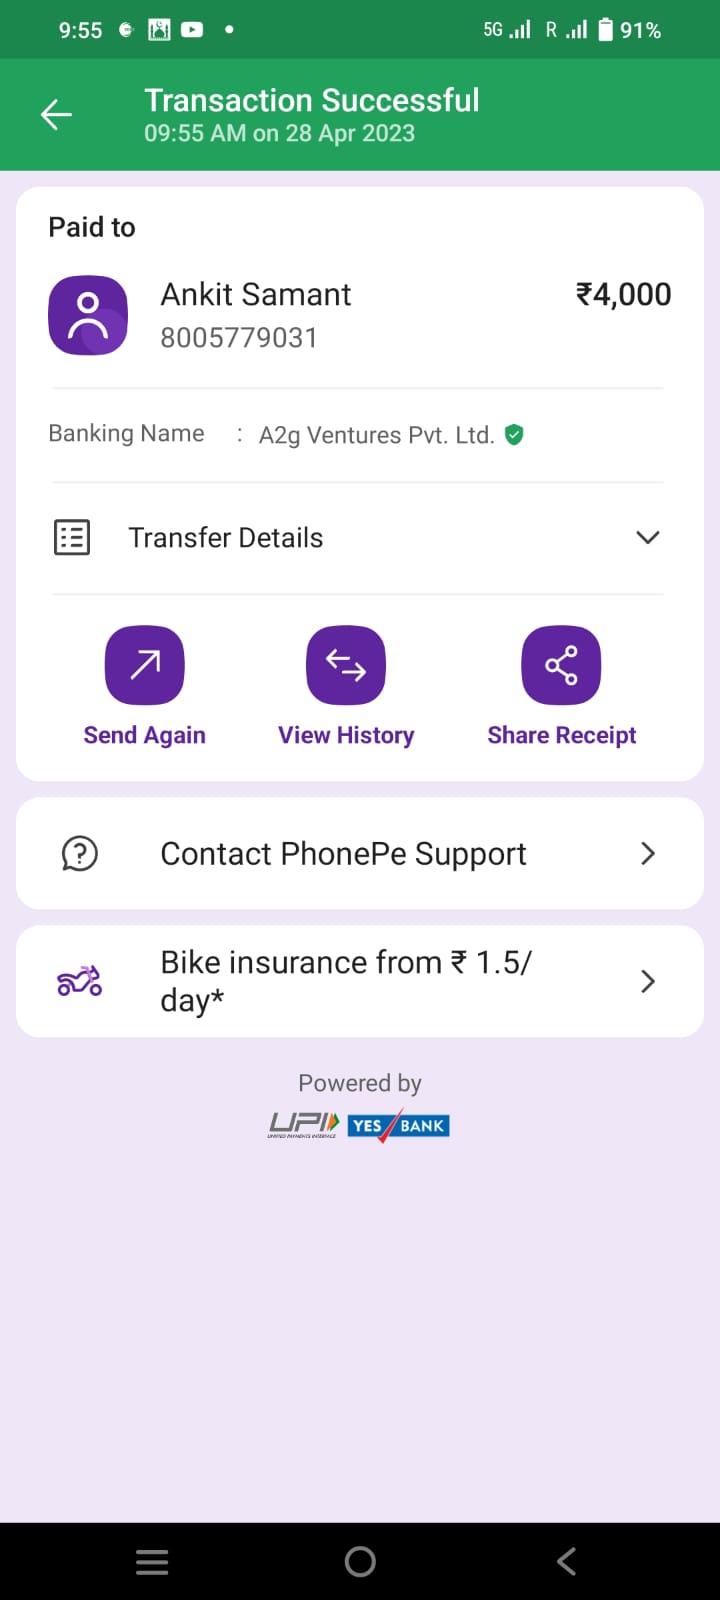 9:55 5G R 91%
Transaction Successful
09:55 AM on 28 Apr 2023
Paid to
Ankit Samant ₹4,000
8005779031
Banking Name : A2g Ventures Pvt. Ltd.
Transfer Details
Send Again View History Share Receipt
Contact PhonePe Support
Bike insurance from ₹ 1.5/
day*
Powered by
UPI YES BANK
UNIFIED PAYMENTS INTERFACE